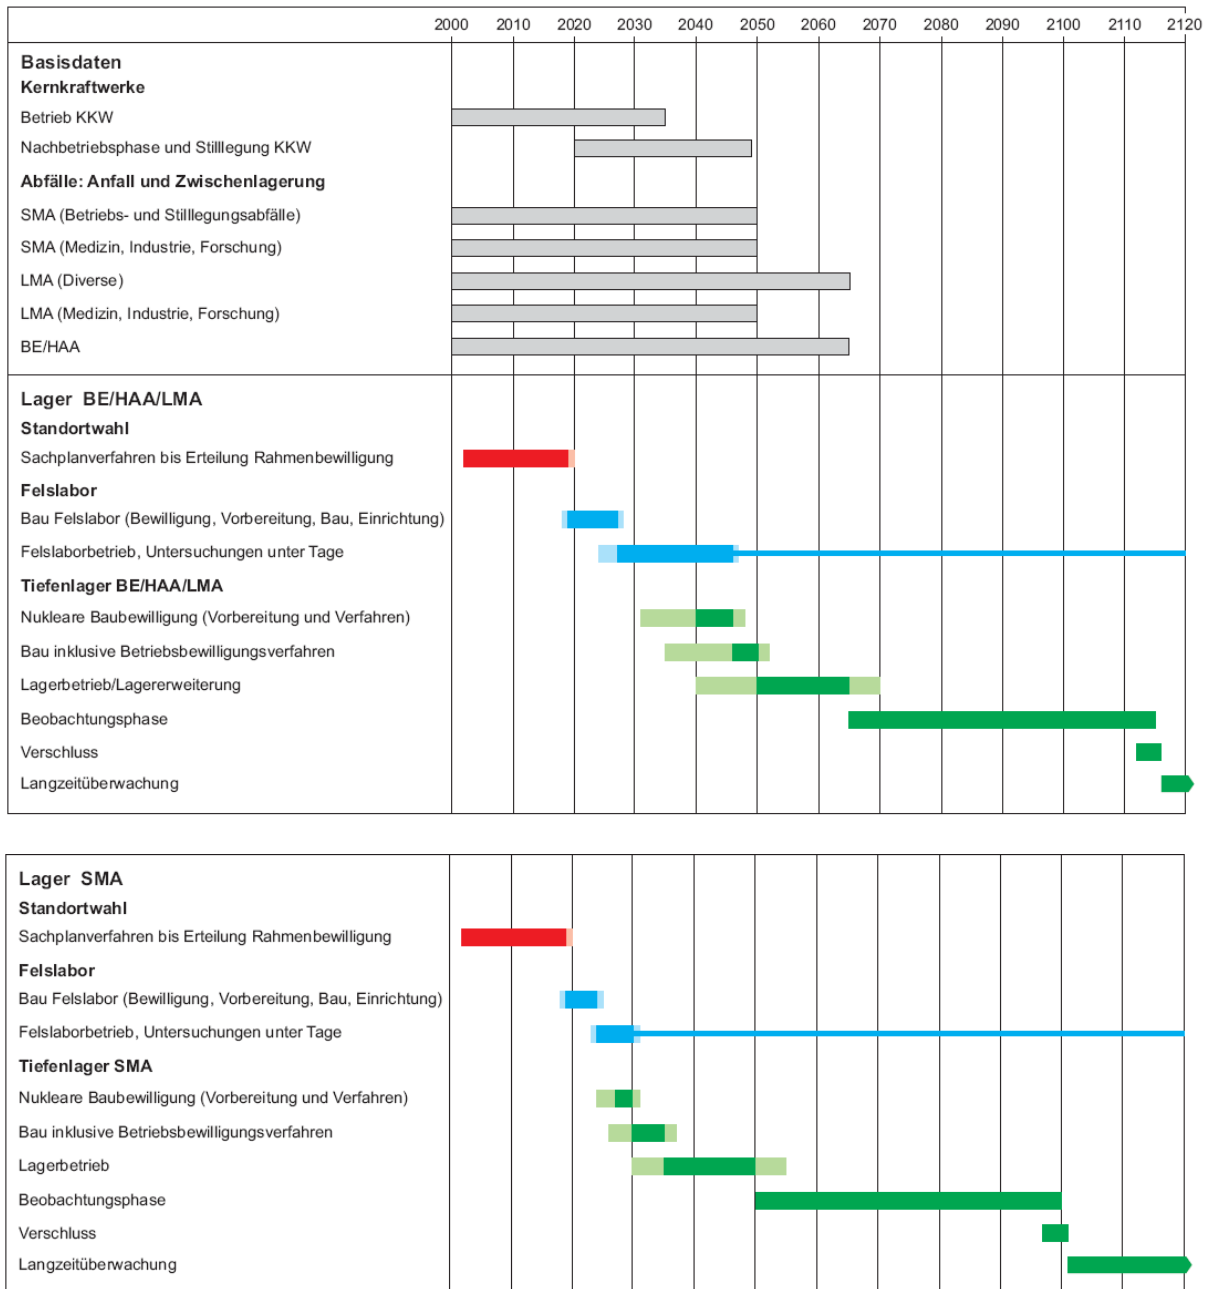 2000 2010 2020 2030 2040 2050 2060 2070 2080 2090 2100 2110 2120
Basisdaten
Kernkraftwerke
Betrieb KKW
Nachbetriebsphase und Stilllegung KKW
Abfälle: Anfall und Zwischenlagerung
SMA (Betriebs- und Stilllegungsabfälle)
SMA (Medizin, Industrie, Forschung)
LMA (Diverse)
LMA (Medizin, Industrie, Forschung)
BE/HAA
Lager BE/HAA/LMA
Standortwahl
Sachplanverfahren bis Erteilung Rahmenbewilligung
Felslabor
Bau Felslabor (Bewilligung, Vorbereitung, Bau, Einrichtung)
Felslaborbetrieb, Untersuchungen unter Tage
Tiefenlager BE/HAA/LMA
Nukleare Baubewilligung (Vorbereitung und Verfahren)
Bau inklusive Betriebsbewilligungsverfahren
Lagerbetrieb/Lagererweiterung
Beobachtungsphase
Verschluss
Langzeitüberwachung
Lager SMA
Standortwahl
Sachplanverfahren bis Erteilung Rahmenbewilligung
Felslabor
Bau Felslabor (Bewilligung, Vorbereitung, Bau, Einrichtung)
Felslaborbetrieb, Untersuchungen unter Tage
Tiefenlager SMA
Nukleare Baubewilligung (Vorbereitung und Verfahren)
Bau inklusive Betriebsbewilligungsverfahren
Lagerbetrieb
Beobachtungsphase
Verschluss
Langzeitüberwachung